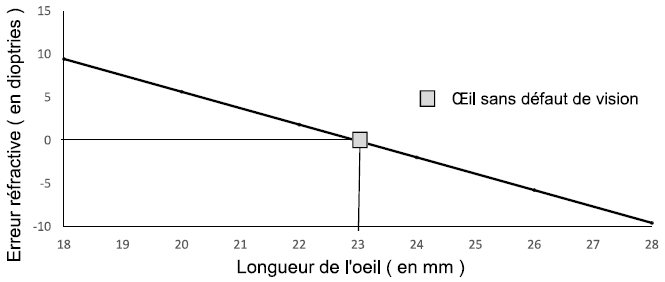 Erreur réfractive ( en dioptries )
15
10
5
0
-5
-10
Œil sans défaut de vision
18 19 20 21 22 23 24 25 26 27 28
Longueur de l'oeil ( en mm )